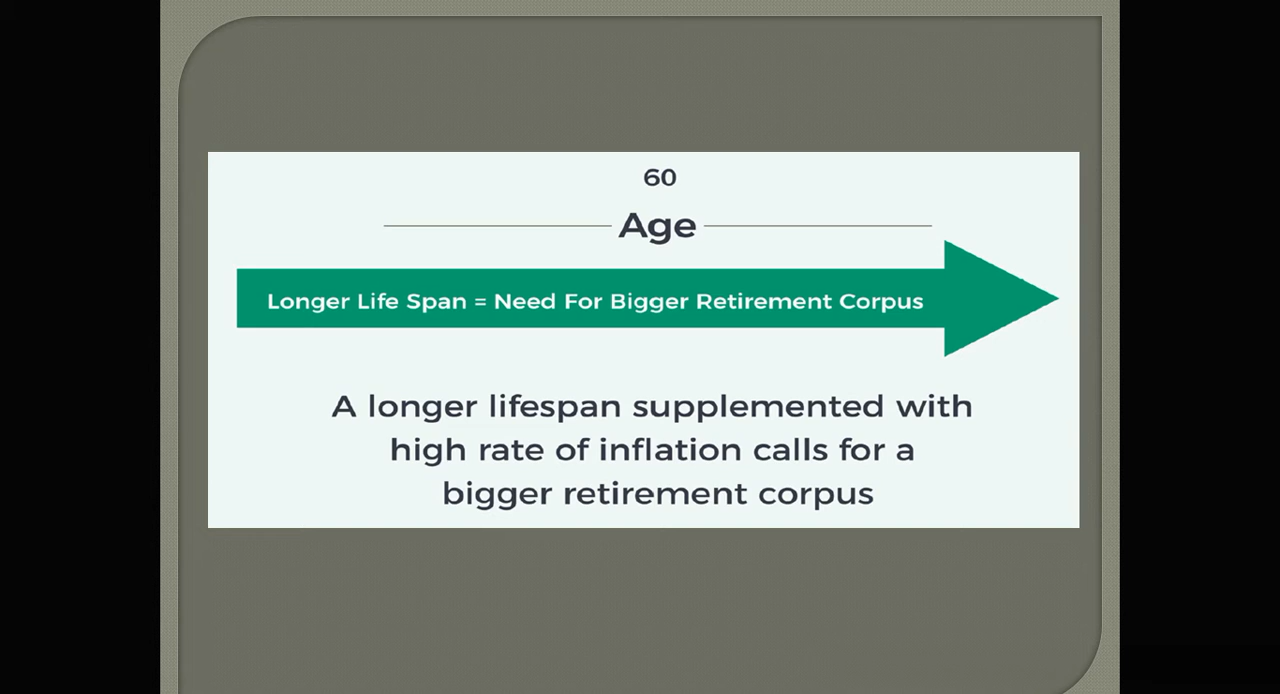 60
Age
Longer Life Span = Need For Bigger Retirement Corpus
A longer lifespan supplemented with
high rate of inflation calls for a
bigger retirement corpus